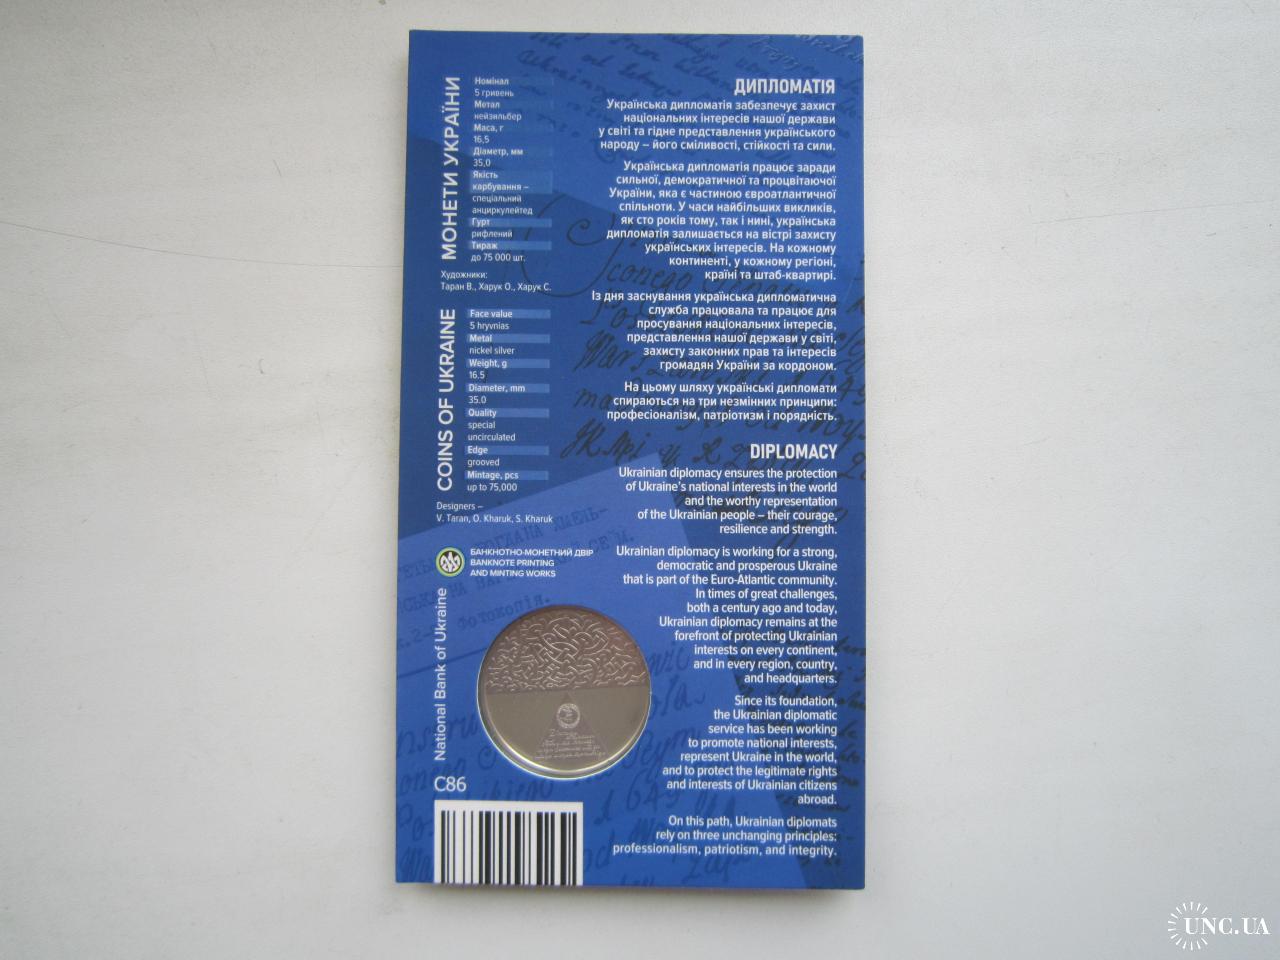 МОНЕТИ УКРАЇНИ
Номінал
5 гривень
Метал
нейзильбер
Маса, г
16,5
Діаметр, мм
35,0
Якість
карбування –
спеціальний
анциркулейтед
Гурт
рифлений
Тираж
до 75 000 шт.
Художники:
Таран В., Харук О., Харук С.
COINS OF UKRAINE
Face value
5 hryvnias
Metal
nickel silver
Weight, g
16.5
Diameter, mm
35.0
Quality
special
uncirculated
Edge
grooved
Mintage, pcs
up to 75,000
Designers –
V. Taran, O. Kharuk, S. Kharuk
БАНКНОТНО-МОНЕТНИЙ ДВІР
BANKNOTE PRINTING
AND MINTING WORKS
National Bank of Ukraine
C86
ДИПЛОМАТІЯ
Українська дипломатія забезпечує захист
національних інтересів нашої держави
у світі та гідне представлення українського
народу – його сміливості, стійкості та сили.
Українська дипломатія працює заради
сильної, демократичної та процвітаючої
України, яка є частиною євроатлантичної
спільноти. У часи найбільших викликів,
як сто років тому, так і нині, українська
дипломатія залишається на вістрі захисту
українських інтересів. На кожному
континенті, у кожному регіоні,
країні та штаб-квартирі.
Із дня заснування українська дипломатична
служба працювала та працює для
просування національних інтересів,
представлення нашої держави у світі,
захисту законних прав та інтересів
громадян України за кордоном.
На цьому шляху українські дипломати
спираються на три незмінних принципи:
професіоналізм, патріотизм і порядність.
DIPLOMACY
Ukrainian diplomacy ensures the protection
of Ukraine's national interests in the world
and the worthy representation
of the Ukrainian people – their courage,
resilience and strength.
Ukrainian diplomacy is working for a strong,
democratic and prosperous Ukraine
that is part of the Euro-Atlantic community.
In times of great challenges,
both a century ago and today,
Ukrainian diplomacy remains at the
forefront of protecting Ukrainian
interests on every continent,
and in every region, country,
and headquarters.
Since its foundation,
the Ukrainian diplomatic
service has been working
to promote national interests,
represent Ukraine in the world,
and to protect the legitimate rights
and interests of Ukrainian citizens
abroad.
On this path, Ukrainian diplomats
rely on three unchanging principles:
professionalism, patriotism, and integrity.
UNC.UA